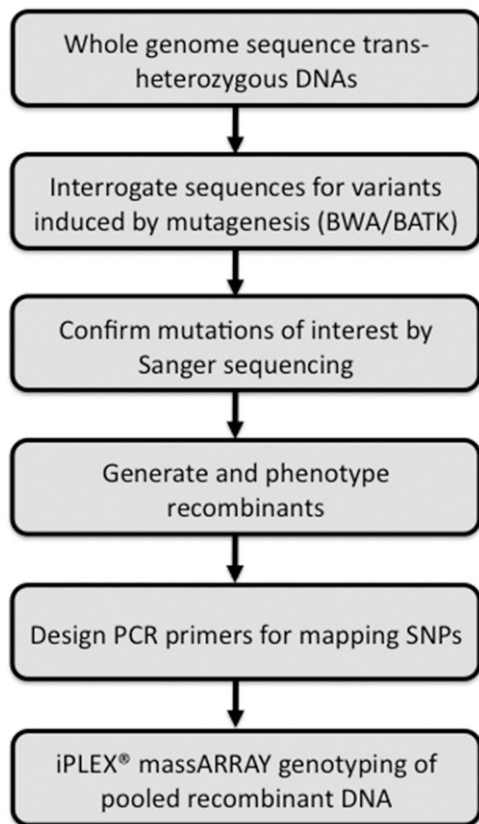 Whole genome sequence trans-
heterozygous DNAs
Interrogate sequences for variants
induced by mutagenesis (BWA/BATK)
Confirm mutations of interest by
Sanger sequencing
Generate and phenotype
recombinants
Design PCR primers for mapping SNPs
iPLEX® massARRAY genotyping of
pooled recombinant DNA